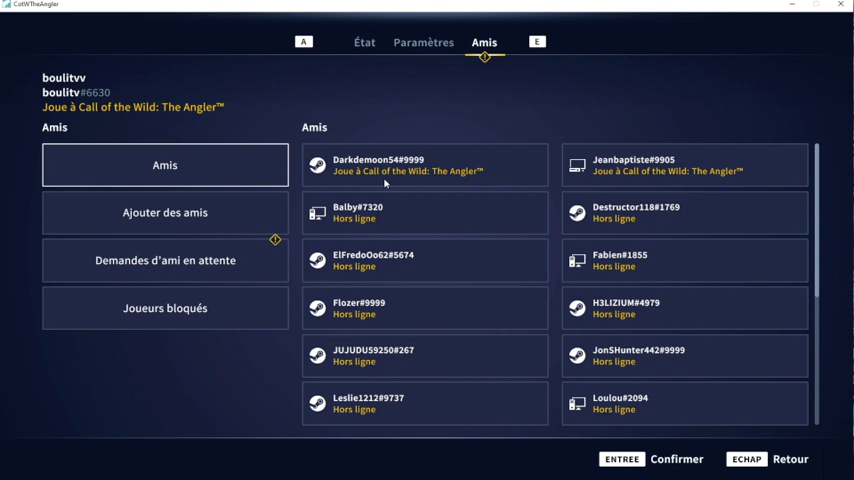 CotWTheAngler
A
État
Paramètres
Amis
E
boulitvv
boulitv#6630
Joue à Call of the Wild: The Angler™
Amis
Amis
Ajouter des amis
Demandes d'ami en attente
Joueurs bloqués
Amis
Darkdemoon54#9999
Joue à Call of the Wild: The Angler™
Jeanbaptiste#9905
Joue à Call of the Wild: The Angler™
Balby#7320
Hors ligne
Destructor118#1769
Hors ligne
ElFredoOo62#5674
Hors ligne
Fabien#1855
Hors ligne
Flozer#9999
Hors ligne
H3LIZIUM#4979
Hors ligne
JUJUDU59250#267
Hors ligne
JonSHunter442#9999
Hors ligne
Leslie1212#9737
Hors ligne
Loulou#2094
Hors ligne
ENTREE Confirmer
ECHAP Retour